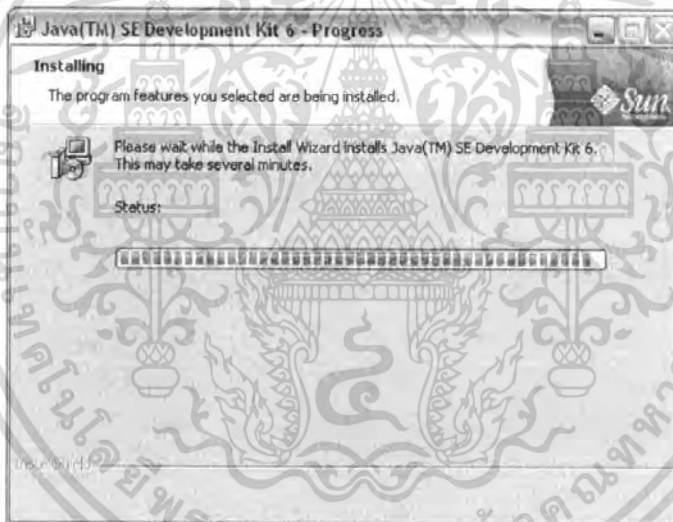 Java(TM) SE Development Kit 6 - Progress
Installing
The program features you selected are being installed.
Sun
Please wait while the Install Wizard installs Java(TM) SE Development Kit 6.
This may take several minutes.
Status:
InstallShield